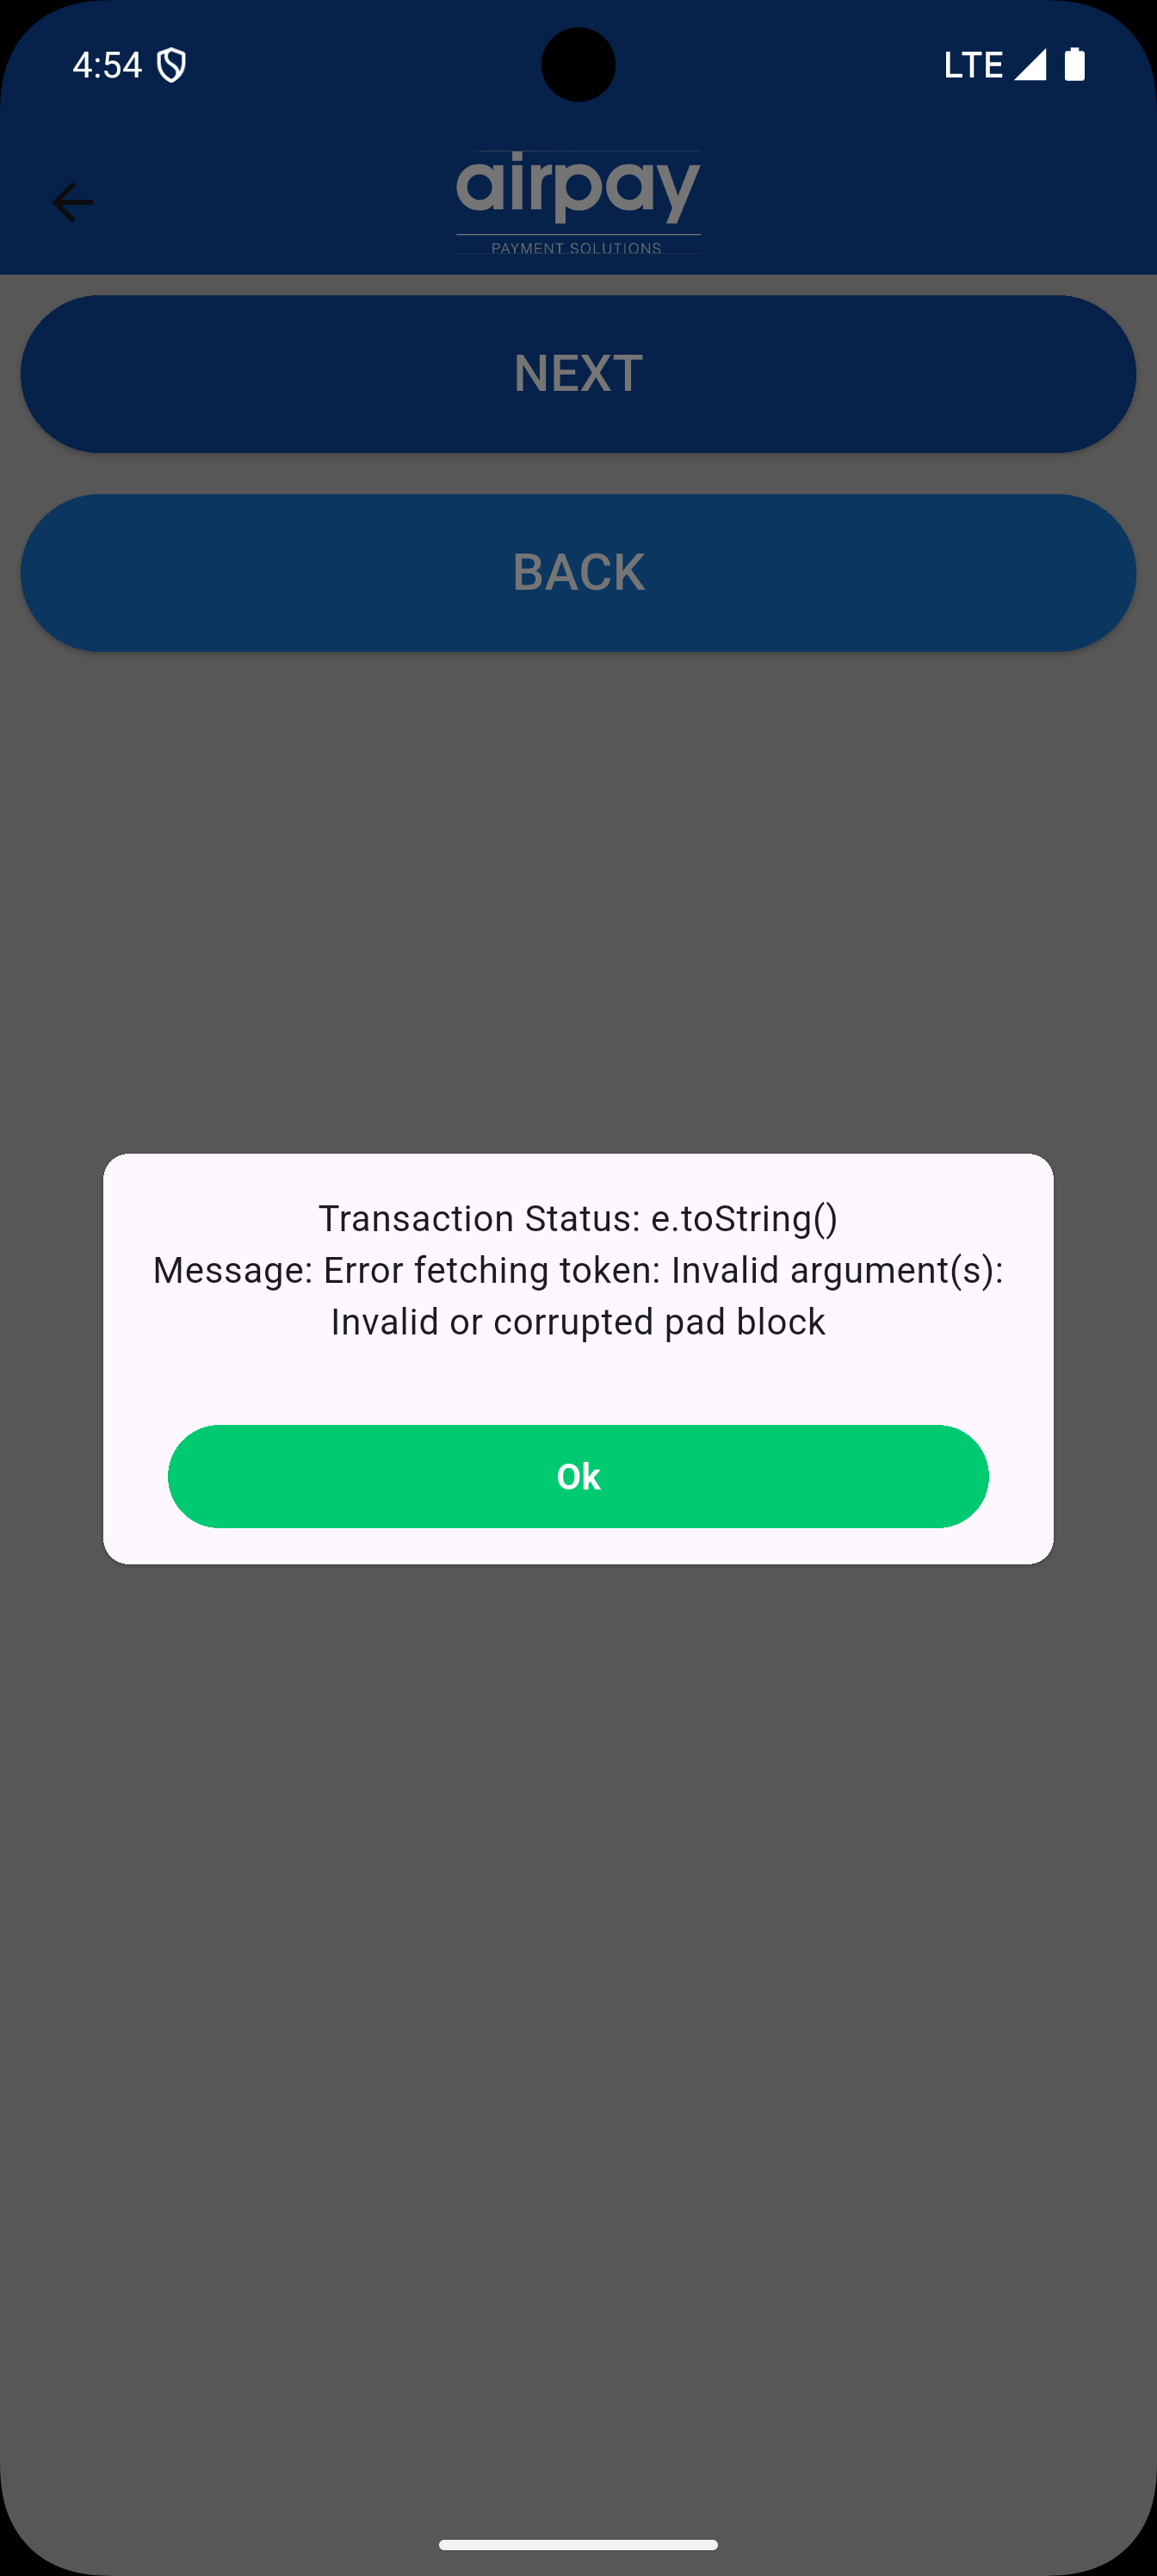 4:54
LTE
airpay
PAYMENT SOLUTIONS
NEXT
BACK
Transaction Status: e.toString()
Message: Error fetching token: Invalid argument(s):
Invalid or corrupted pad block
Ok